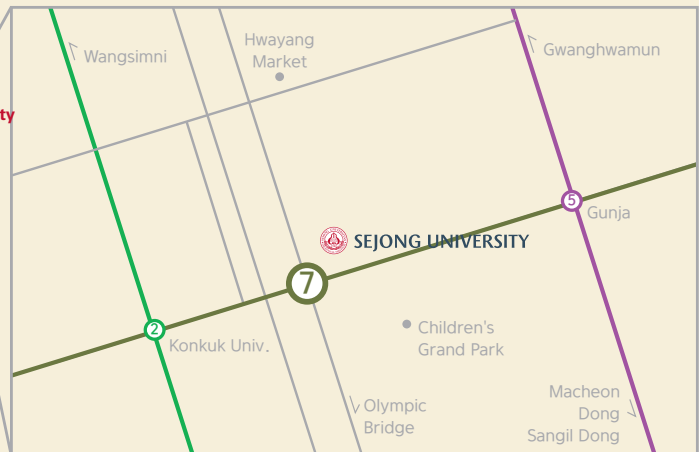 Wangsimni
Hwayang
Market
Gwanghwamun
ty
5
Gunja
SEJONG UNIVERSITY
7
2
Konkuk Univ.
Children's
Grand Park
Olympic
Bridge
Macheon
Dong
Sangil Dong